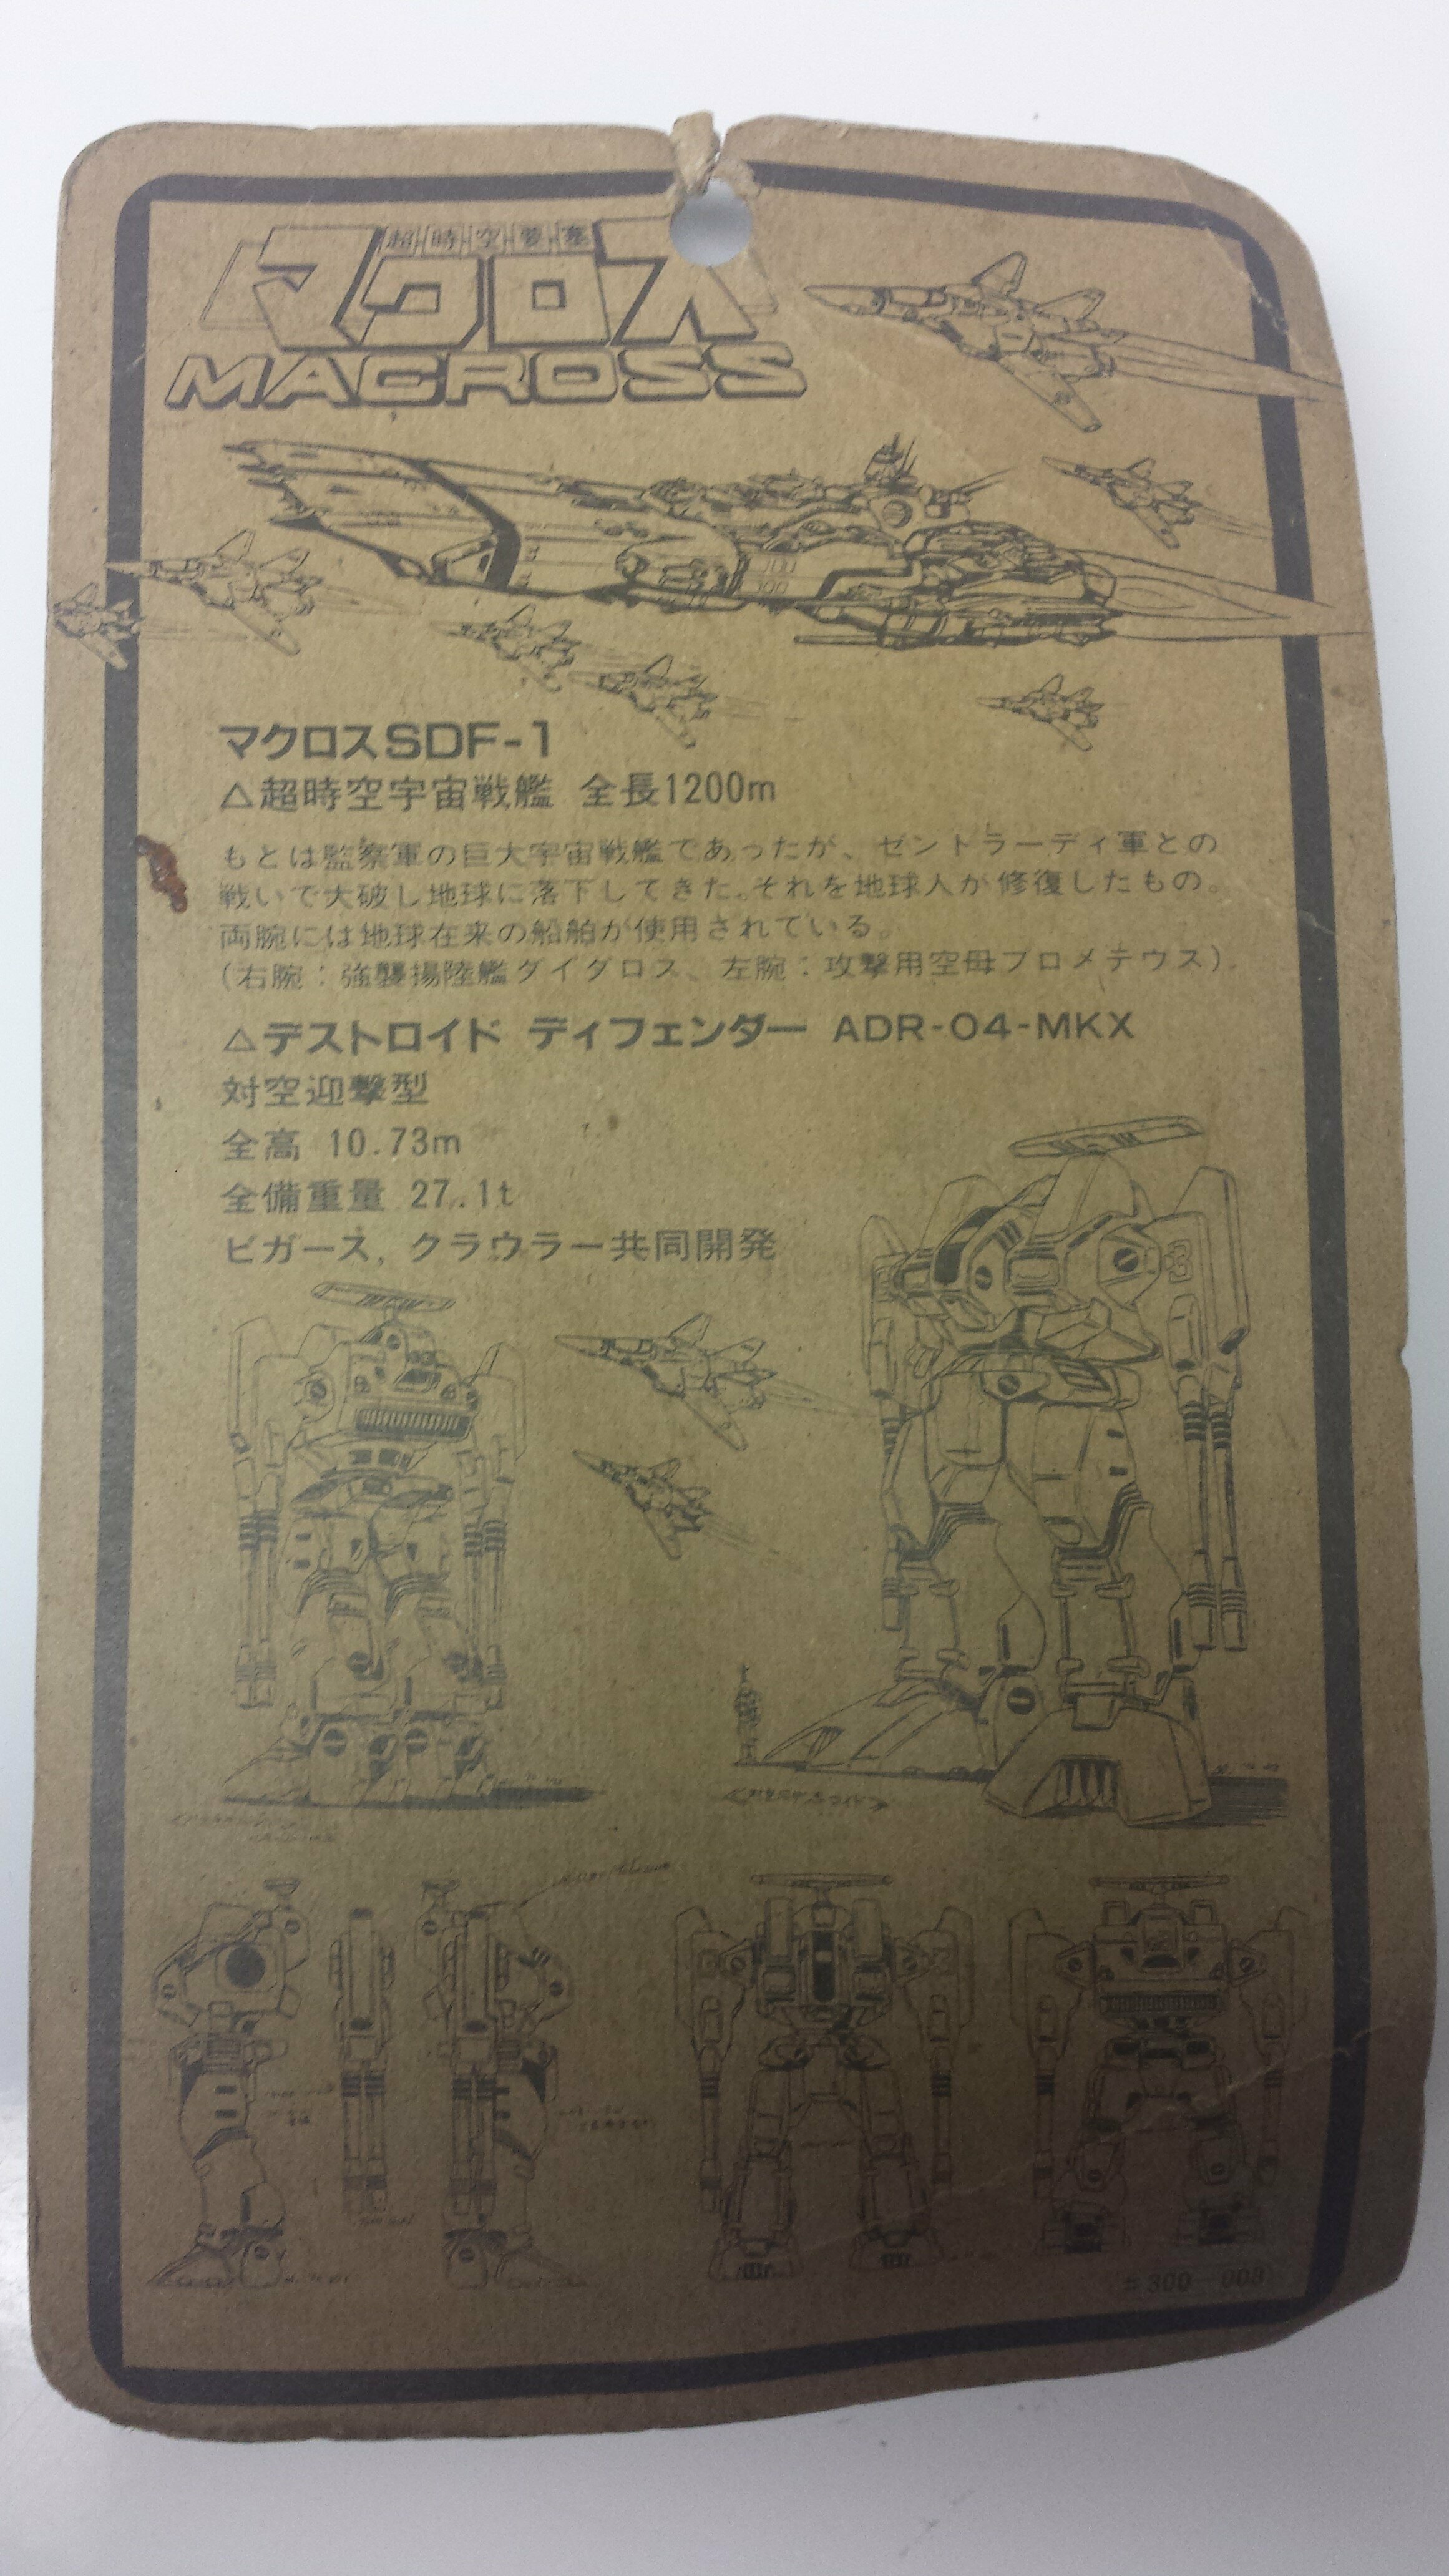 超時空要塞
マクロス
MACROSS
マクロスSDF-1
△超時空宇宙戦艦 全長1200m
もとは監察軍の巨大宇宙戦艦であったが、ゼントラーディ軍との
戦いで大破し地球に落下してきた。それを地球人が修復したもの。
両腕には地球在来の船舶が使用されている。
(右腕：強襲揚陸艦ダイダロス、左腕：攻撃用空母プロメテウス)。
△デストロイド ディフェンダー ADR-04-MKX
対空迎撃型
全高 10.73m
全備重量 27.1t
ビガース, クラウラー共同開発
3
300-008